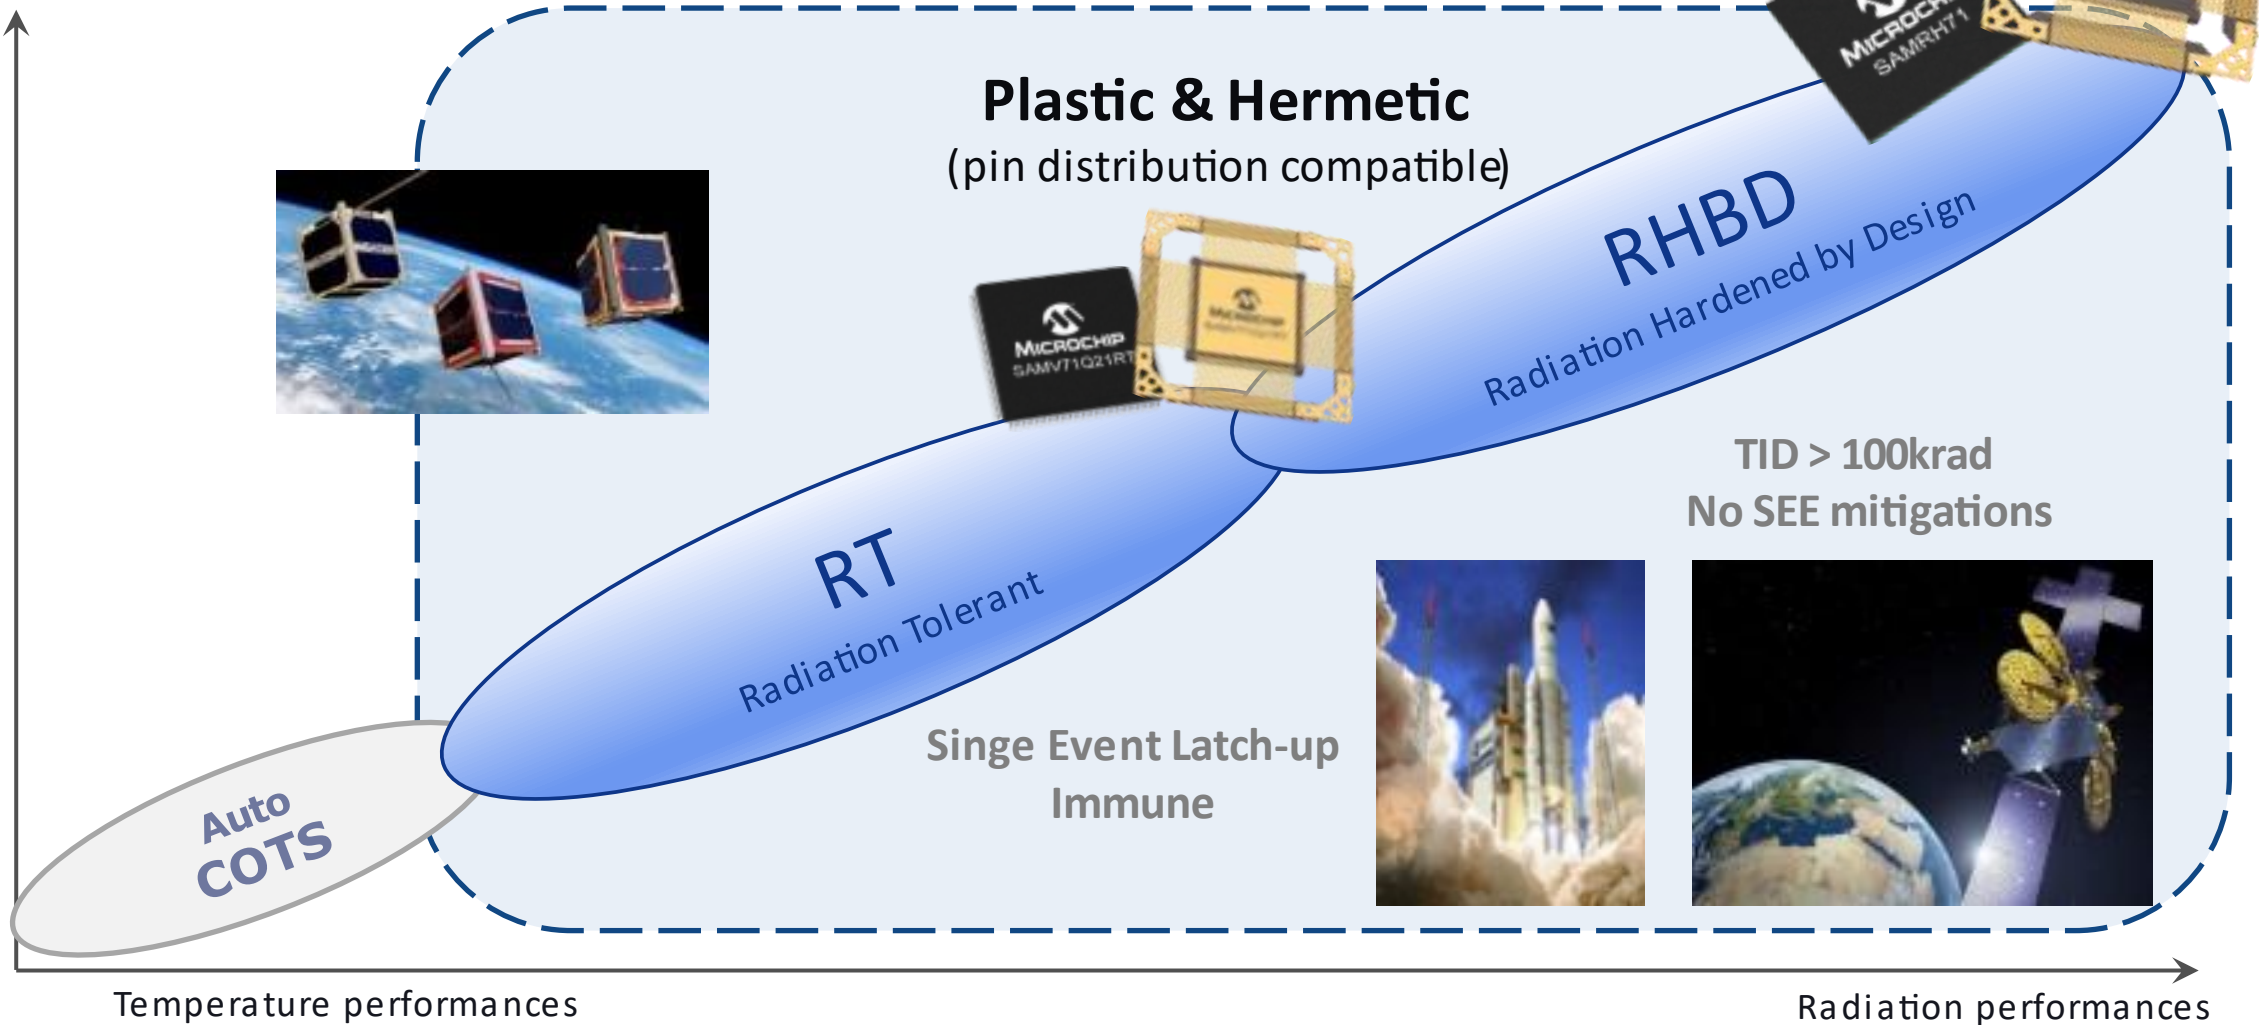 MICROCHIP
SAMRH71
Plastic & Hermetic
(pin distribution compatible)
RHBD
Radiation Hardened by Design
MICROCHIP
SAMV71Q21RT
MICROCHIP
TID > 100krad
No SEE mitigations
RT
Radiation Tolerant
Singe Event Latch-up
Immune
Auto
COTS
Temperature performances
Radiation performances